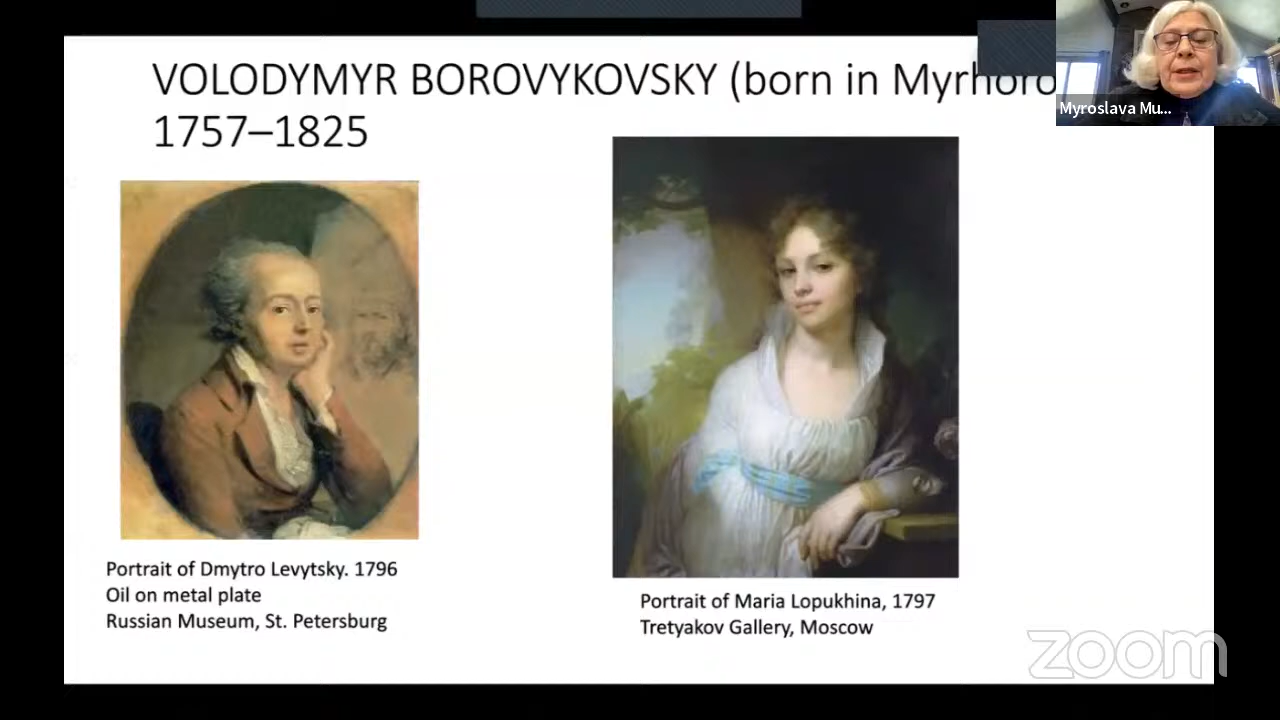 VOLODYMYR BOROVYKOVSKY (born in Myrhoro
1757–1825
Myroslava Mu...
Portrait of Dmytro Levytsky. 1796
Oil on metal plate
Russian Museum, St. Petersburg
Portrait of Maria Lopukhina, 1797
Tretyakov Gallery, Moscow
zoom